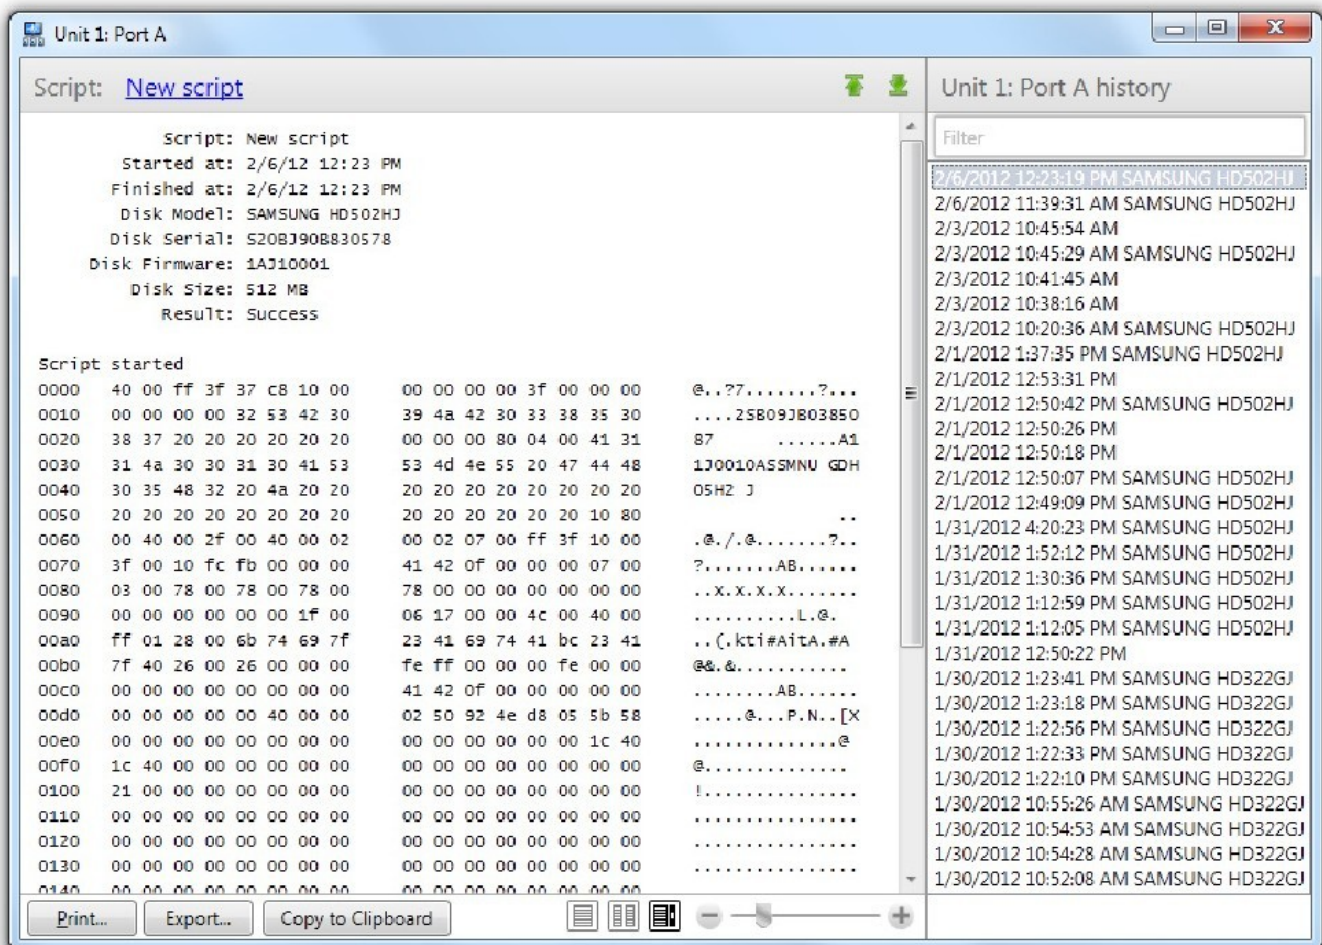 Unit 1: Port A
Script: New script
Script: New script
Started at: 2/6/12 12:23 PM
Finished at: 2/6/12 12:23 PM
Disk Model: SAMSUNG HD502HJ
Disk Serial: S20BJ90B830578
Disk Firmware: 1AJ10001
Disk Size: 512 MB
Result: Success
Script started
0000 40 00 ff 3f 37 c8 10 00 00 00 00 00 3f 00 00 00 @..?7.......?...
0010 00 00 00 00 32 53 42 30 39 4a 42 30 33 38 35 30 ....2SB09JB03850
0020 38 37 20 20 20 20 20 20 00 00 00 80 04 00 41 31 87      ......A1
0030 31 4a 30 30 31 30 41 53 53 4d 4e 55 20 47 44 48 1J0010ASSMNU GDH
0040 30 35 48 32 20 4a 20 20 20 20 20 20 20 20 20 20 05H2 J
0050 20 20 20 20 20 20 20 20 20 20 20 20 20 20 10 80 ..
0060 00 40 00 2f 00 40 00 02 00 02 07 00 ff 3f 10 00 .@./.@.......?..
0070 3f 00 10 fc fb 00 00 00 41 42 0f 00 00 00 07 00 ?.......AB......
0080 03 00 78 00 78 00 78 00 78 00 00 00 00 00 00 00 ..x.x.x.x.......
0090 00 00 00 00 00 00 1f 00 06 17 00 00 4c 00 40 00 ..........L.@.
00a0 ff 01 28 00 6b 74 69 7f 23 41 69 74 41 bc 23 41 ..(.kti#AitA.#A
00b0 7f 40 26 00 26 00 00 00 fe ff 00 00 00 fe 00 00 @&.&...........
00c0 00 00 00 00 00 00 00 00 41 42 0f 00 00 00 00 00 ........AB......
00d0 00 00 00 00 00 40 00 00 02 50 92 4e d8 05 5b 58 .....@...P.N..[X
00e0 00 00 00 00 00 00 00 00 00 00 00 00 00 00 1c 40 ..............@
00f0 1c 40 00 00 00 00 00 00 00 00 00 00 00 00 00 00 @..............
0100 21 00 00 00 00 00 00 00 00 00 00 00 00 00 00 00 !...............
0110 00 00 00 00 00 00 00 00 00 00 00 00 00 00 00 00 ................
0120 00 00 00 00 00 00 00 00 00 00 00 00 00 00 00 00 ................
0130 00 00 00 00 00 00 00 00 00 00 00 00 00 00 00 00 ................
0140 00 00 00 00 00 00 00 00 00 00 00 00 00 00 00 00
Print... Export... Copy to Clipboard
Unit 1: Port A history
Filter
2/6/2012 12:23:19 PM SAMSUNG HD502HJ
2/6/2012 11:39:31 AM SAMSUNG HD502HJ
2/3/2012 10:45:54 AM
2/3/2012 10:45:29 AM SAMSUNG HD502HJ
2/3/2012 10:41:45 AM
2/3/2012 10:38:16 AM
2/3/2012 10:20:36 AM SAMSUNG HD502HJ
2/1/2012 1:37:35 PM SAMSUNG HD502HJ
2/1/2012 12:53:31 PM
2/1/2012 12:50:42 PM SAMSUNG HD502HJ
2/1/2012 12:50:26 PM
2/1/2012 12:50:18 PM
2/1/2012 12:50:07 PM SAMSUNG HD502HJ
2/1/2012 12:49:09 PM SAMSUNG HD502HJ
1/31/2012 4:20:23 PM SAMSUNG HD502HJ
1/31/2012 1:52:12 PM SAMSUNG HD502HJ
1/31/2012 1:30:36 PM SAMSUNG HD502HJ
1/31/2012 1:12:59 PM SAMSUNG HD502HJ
1/31/2012 1:12:05 PM SAMSUNG HD502HJ
1/31/2012 12:50:22 PM
1/30/2012 1:23:41 PM SAMSUNG HD322GJ
1/30/2012 1:23:18 PM SAMSUNG HD322GJ
1/30/2012 1:22:56 PM SAMSUNG HD322GJ
1/30/2012 1:22:33 PM SAMSUNG HD322GJ
1/30/2012 1:22:10 PM SAMSUNG HD322GJ
1/30/2012 10:55:26 AM SAMSUNG HD322GJ
1/30/2012 10:54:53 AM SAMSUNG HD322GJ
1/30/2012 10:54:28 AM SAMSUNG HD322GJ
1/30/2012 10:52:08 AM SAMSUNG HD322GJ